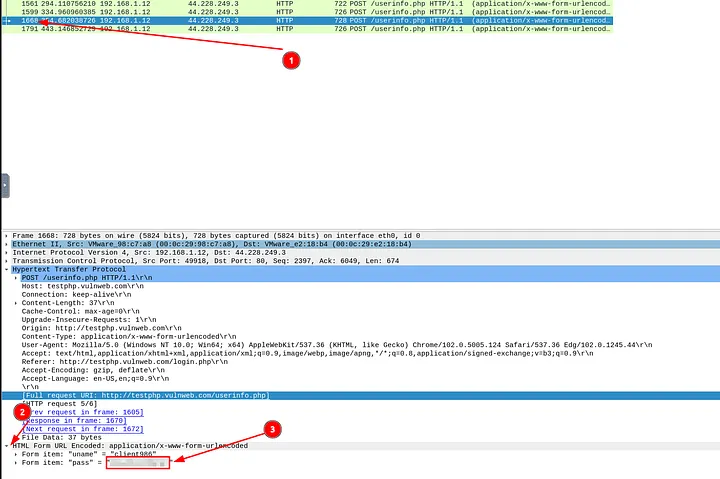 1561 294.110756210 192.168.1.12 44.228.249.3 HTTP 722 POST /userinfo.php HTTP/1.1 (application/x-www-form-urlencod…
1599 334.960960385 192.168.1.12 44.228.249.3 HTTP 726 POST /userinfo.php HTTP/1.1 (application/x-www-form-urlencod…
1668 682038726 192.168.1.12 44.228.249.3 HTTP 728 POST /userinfo.php HTTP/1.1 (application/x-www-form-urlencod…
1791 443.146852729 192.168.1.12 44.228.249.3 HTTP 726 POST /userinfo.php HTTP/1.1 (application/x-www-form-urlencod…
1
Frame 1668: 728 bytes on wire (5824 bits), 728 bytes captured (5824 bits) on interface eth0, id 0
Ethernet II, Src: VMware_98:c7:a8 (00:0c:29:98:c7:a8), Dst: VMware_e2:18:b4 (00:0c:29:e2:18:b4)
Internet Protocol Version 4, Src: 192.168.1.12, Dst: 44.228.249.3
Transmission Control Protocol, Src Port: 49918, Dst Port: 80, Seq: 2397, Ack: 6049, Len: 674
Hypertext Transfer Protocol
POST /userinfo.php HTTP/1.1\r\n
Host: testphp.vulnweb.com\r\n
Connection: keep-alive\r\n
Content-Length: 37\r\n
Cache-Control: max-age=0\r\n
Upgrade-Insecure-Requests: 1\r\n
Origin: http://testphp.vulnweb.com\r\n
Content-Type: application/x-www-form-urlencoded\r\n
User-Agent: Mozilla/5.0 (Windows NT 10.0; Win64; x64) AppleWebKit/537.36 (KHTML, like Gecko) Chrome/102.0.5005.124 Safari/537.36 Edg/102.0.1245.44\r\n
Accept: text/html,application/xhtml+xml,application/xml;q=0.9,image/webp,image/apng,*/*;q=0.8,application/signed-exchange;v=b3;q=0.9\r\n
Referer: http://testphp.vulnweb.com/login.php\r\n
Accept-Encoding: gzip, deflate\r\n
Accept-Language: en-US,en;q=0.9\r\n
\r\n
[Full request URI: http://testphp.vulnweb.com/userinfo.php]
[HTTP request 5/6]
2
[Prev request in frame: 1605]
[Response in frame: 1670]
[Next request in frame: 1672]
3
File Data: 37 bytes
HTML Form URL Encoded: application/x-www-form-urlencoded
Form item: "uname" = "client986"
Form item: "pass" = "